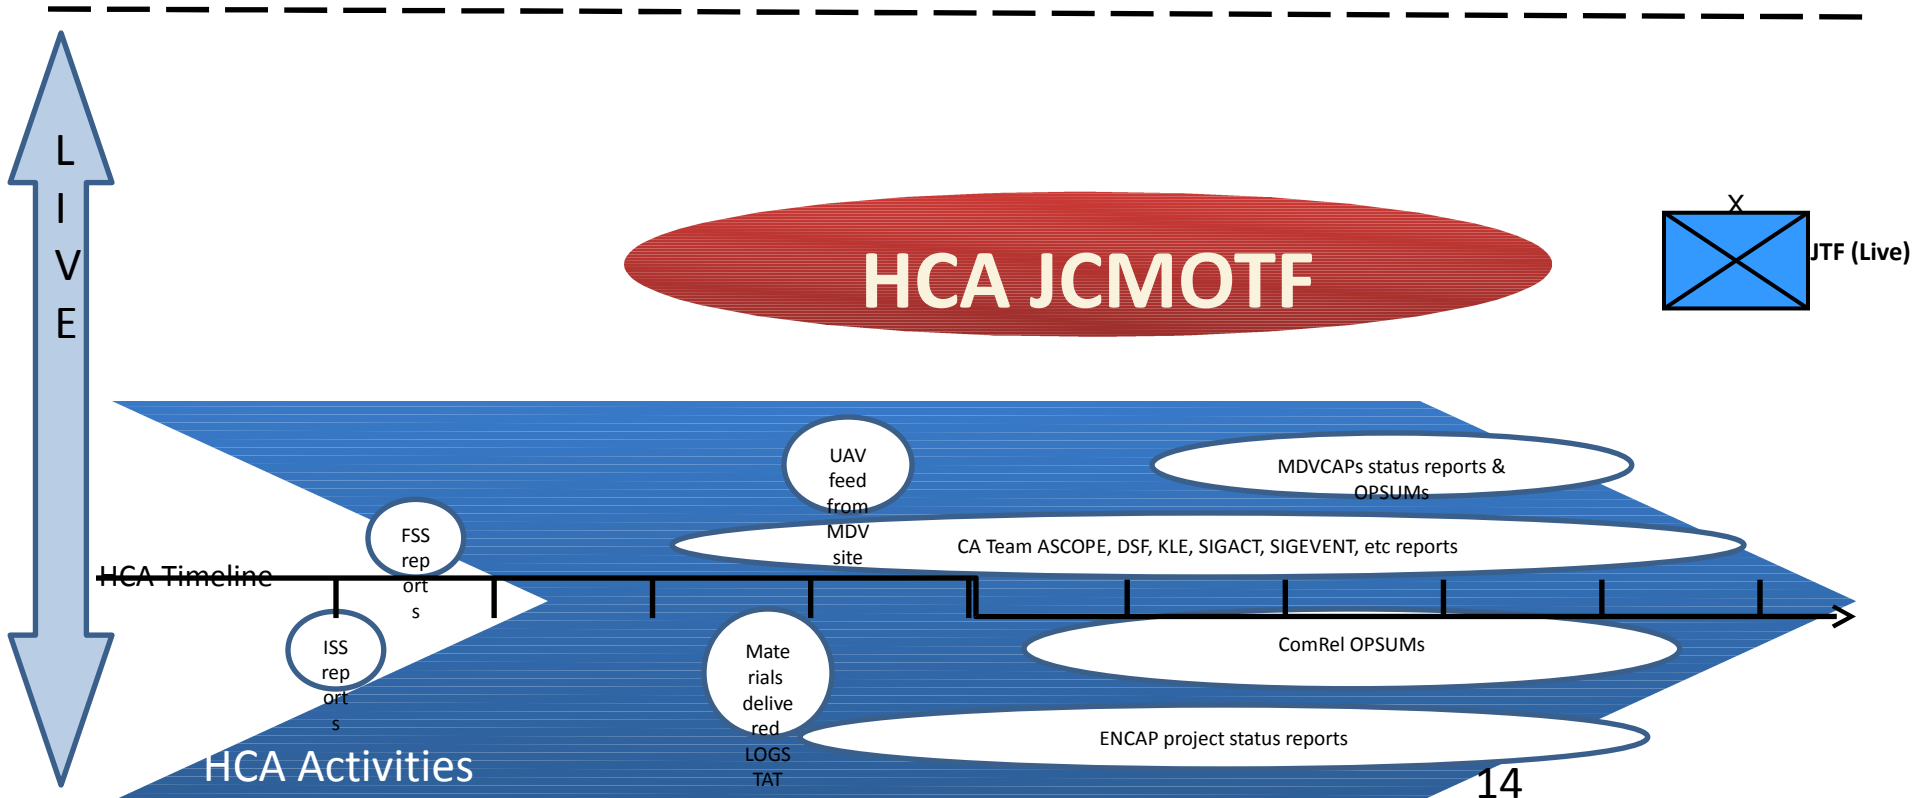 L
I
V
E
X
JTF (Live)
HCA JCMOTF
UAV
feed
from
MDV
site
MDVCAPs status reports &
OPSUMs
FSS
rep
ort
s
CA Team ASCOPE, DSF, KLE, SIGACT, SIGEVENT, etc reports
HCA Timeline
ISS
rep
ort
s
Mate
rials
delive
red
LOGS
TAT
ComRel OPSUMs
ENCAP project status reports
HCA Activities
14